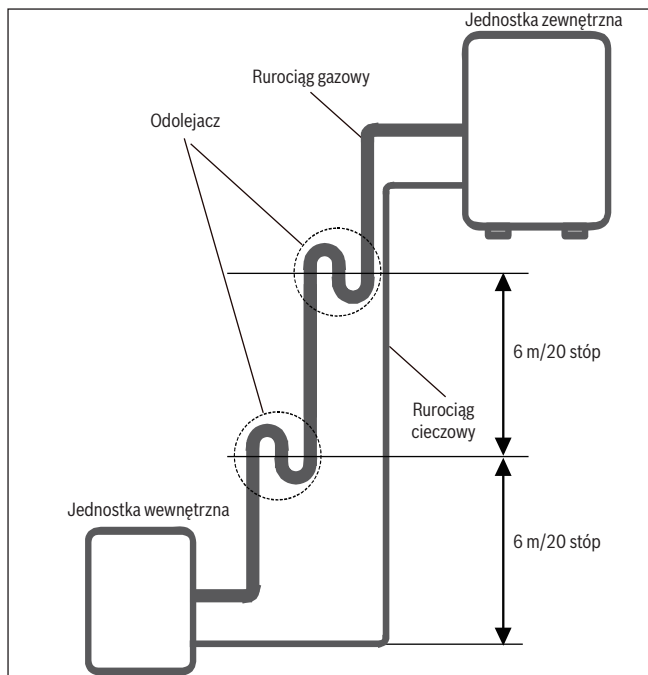 Jednostka zewnętrzna
Rurociąg gazowy
Odolejacz
6 m/20 stóp
Rurociąg
cieczowy
Jednostka wewnętrzna
6 m/20 stóp